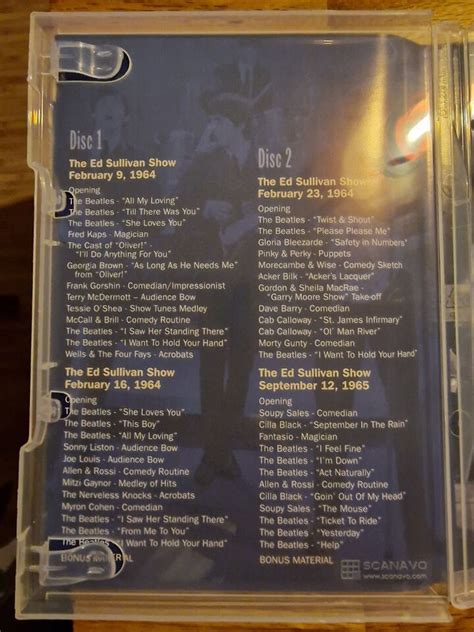 Disc 1
The Ed Sullivan Show
February 9, 1964
Opening
The Beatles - "All My Loving"
The Beatles - "Till There Was You"
The Beatles - "She Loves You"
Fred Kaps - Magician
The Cast of "Oliver!"
- "I'll Do Anything For You"
Georgia Brown - "As Long As He Needs Me"
from "Oliver!"
Frank Gorshin - Comedian/Impressionist
Terry McDermott - Audience Bow
Tessie O'Shea - Show Tunes Medley
McCall & Brill - Comedy Routine
The Beatles - "I Saw Her Standing There"
The Beatles - "I Want To Hold Your Hand"
Wells & The Four Fays - Acrobats
The Ed Sullivan Show
February 16, 1964
Opening
The Beatles - "She Loves You"
The Beatles - "This Boy"
The Beatles - "All My Loving"
Sonny Liston - Audience Bow
Joe Louis - Audience Bow
Allen & Rossi - Comedy Routine
Mitzi Gaynor - Medley of Hits
The Nerveless Knocks - Acrobats
Myron Cohen - Comedian
The Beatles - "I Saw Her Standing There"
The Beatles - "From Me To You"
The Beatles - "I Want To Hold Your Hand"
BONUS MATERIAL
Disc 2
The Ed Sullivan Show
February 23, 1964
Opening
The Beatles - "Twist & Shout"
The Beatles - "Please Please Me"
Gloria Bleezarde - "Safety in Numbers"
Pinky & Perky - Puppets
Morecambe & Wise - Comedy Sketch
Acker Bilk - "Acker's Lacquer"
Gordon & Sheila MacRae -
"Garry Moore Show" Take-off
Dave Barry - Comedian
Cab Calloway - "St. James Infirmary"
Cab Calloway - "Ol' Man River"
Morty Gunty - Comedian
The Beatles - "I Want To Hold Your Hand"
The Ed Sullivan Show
September 12, 1965
Opening
Soupy Sales - Comedian
Cilla Black - "September In The Rain"
Fantasio - Magician
The Beatles - "I Feel Fine"
The Beatles - "I'm Down"
The Beatles - "Act Naturally"
Allen & Rossi - Comedy Routine
Cilla Black - "Goin' Out Of My Head"
Soupy Sales - "The Mouse"
The Beatles - "Ticket To Ride"
The Beatles - "Yesterday"
The Beatles - "Help"
BONUS MATERIAL
SCANAVO
www.scanavo.com